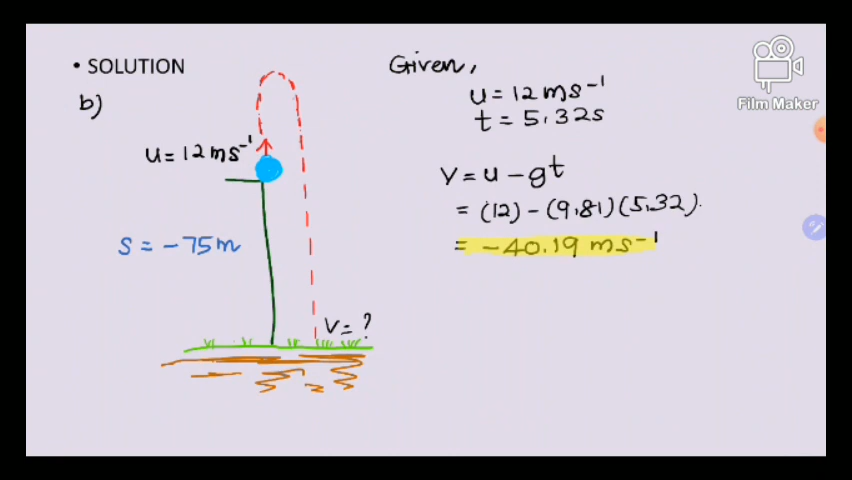 • SOLUTION
b)
u = 12 ms⁻¹
s = -75m
v = ?
Given,
u = 12 ms⁻¹
t = 5.32s
v = u - gt
= (12) - (9.81)(5.32).
= -40.19 ms⁻¹
Film Maker